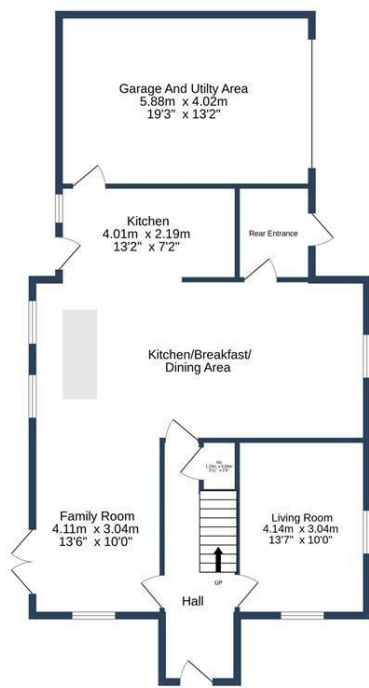 Garage And Utilty Area
5.88m x 4.02m
19'3" x 13'2"
Kitchen
4.01m x 2.19m
13'2" x 7'2"
Rear Entrance
Kitchen/Breakfast/
Dining Area
WC
Family Room
4.11m x 3.04m
13'6" x 10'0"
Living Room
4.14m x 3.04m
13'7" x 10'0"
UP
Hall